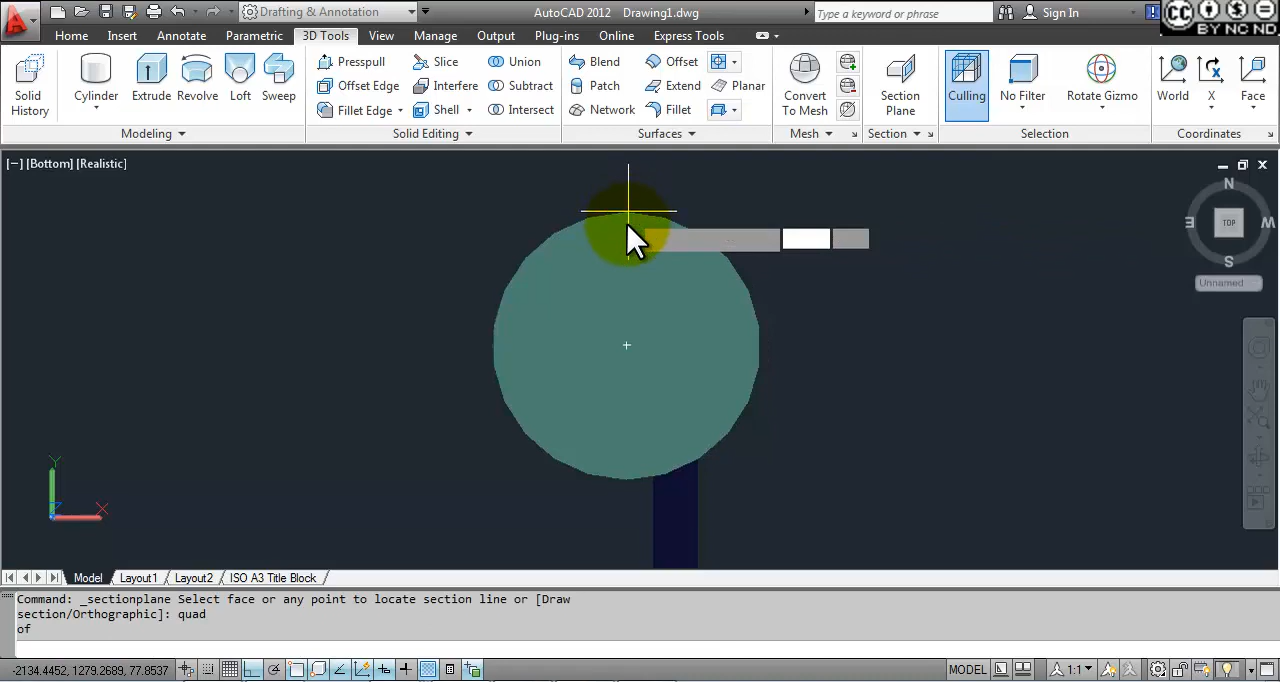 Drafting & Annotation
AutoCAD 2012 Drawing1.dwg
Type a keyword or phrase
Sign In
CC
BY NC ND
Home Insert Annotate Parametric 3D Tools View Manage Output Plug-ins Online Express Tools
Solid History
Cylinder
Extrude
Revolve
Loft
Sweep
Modeling
Presspull
Offset Edge
Fillet Edge
Slice
Interfere
Shell
Union
Subtract
Intersect
Solid Editing
Blend
Patch
Network
Offset
Extend
Fillet
Planar
Surfaces
Convert To Mesh
Mesh
Section Plane
Section
Culling
No Filter
Rotate Gizmo
Selection
World
X
Face
Coordinates
[−] [Bottom] [Realistic]
N
E
TOP
W
S
Unnamed
Y
Z
X
Model Layout1 Layout2 ISO A3 Title Block
Command: _sectionplane Select face or any point to locate section line or [Draw
section/Orthographic]: quad
of
-2134.4452, 1279.2689, 77.8537
MODEL
1:1